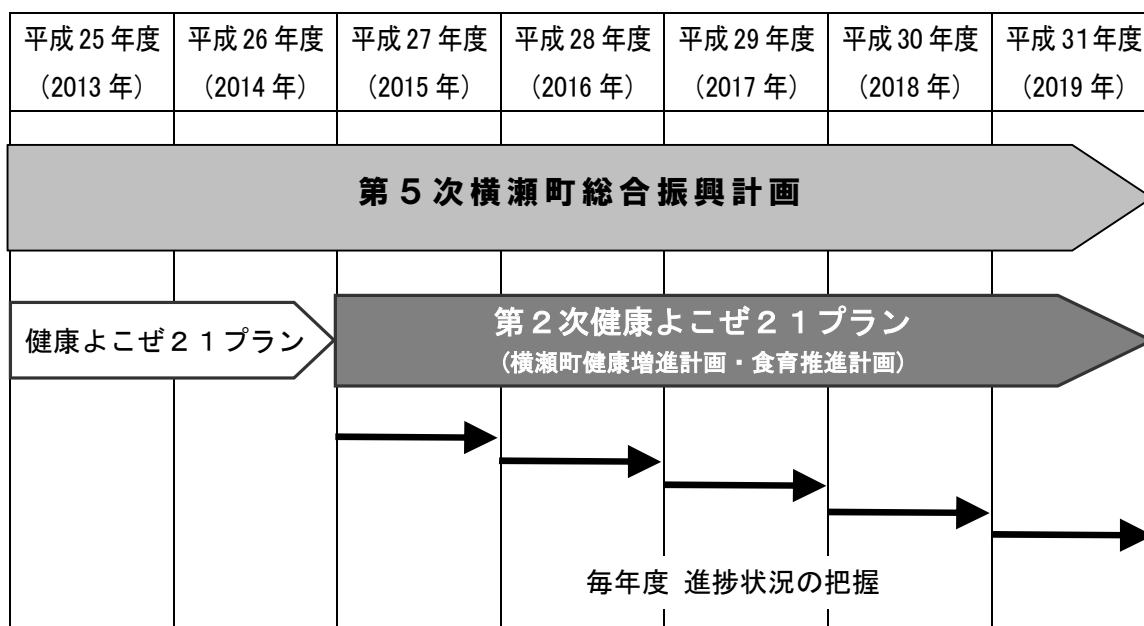 平成25年度 平成26年度 平成27年度 平成28年度 平成29年度 平成30年度 平成31年度
(2013年) (2014年) (2015年) (2016年) (2017年) (2018年) (2019年)
第5次横瀬町総合振興計画
健康よこぜ21プラン
第2次健康よこぜ21プラン
(横瀬町健康増進計画・食育推進計画)
毎年度 進捗状況の把握